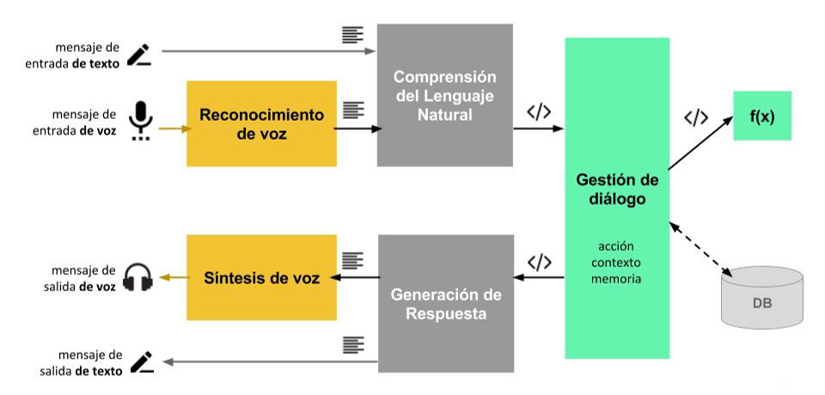 mensaje de
entrada de texto
mensaje de
entrada de voz
Reconocimiento
de voz
Comprensión
del Lenguaje
Natural
</>
Gestión de
diálogo
acción
contexto
memoria
</>
f(x)
DB
</>
Generación de
Respuesta
Síntesis de voz
mensaje de
salida de voz
mensaje de
salida de texto